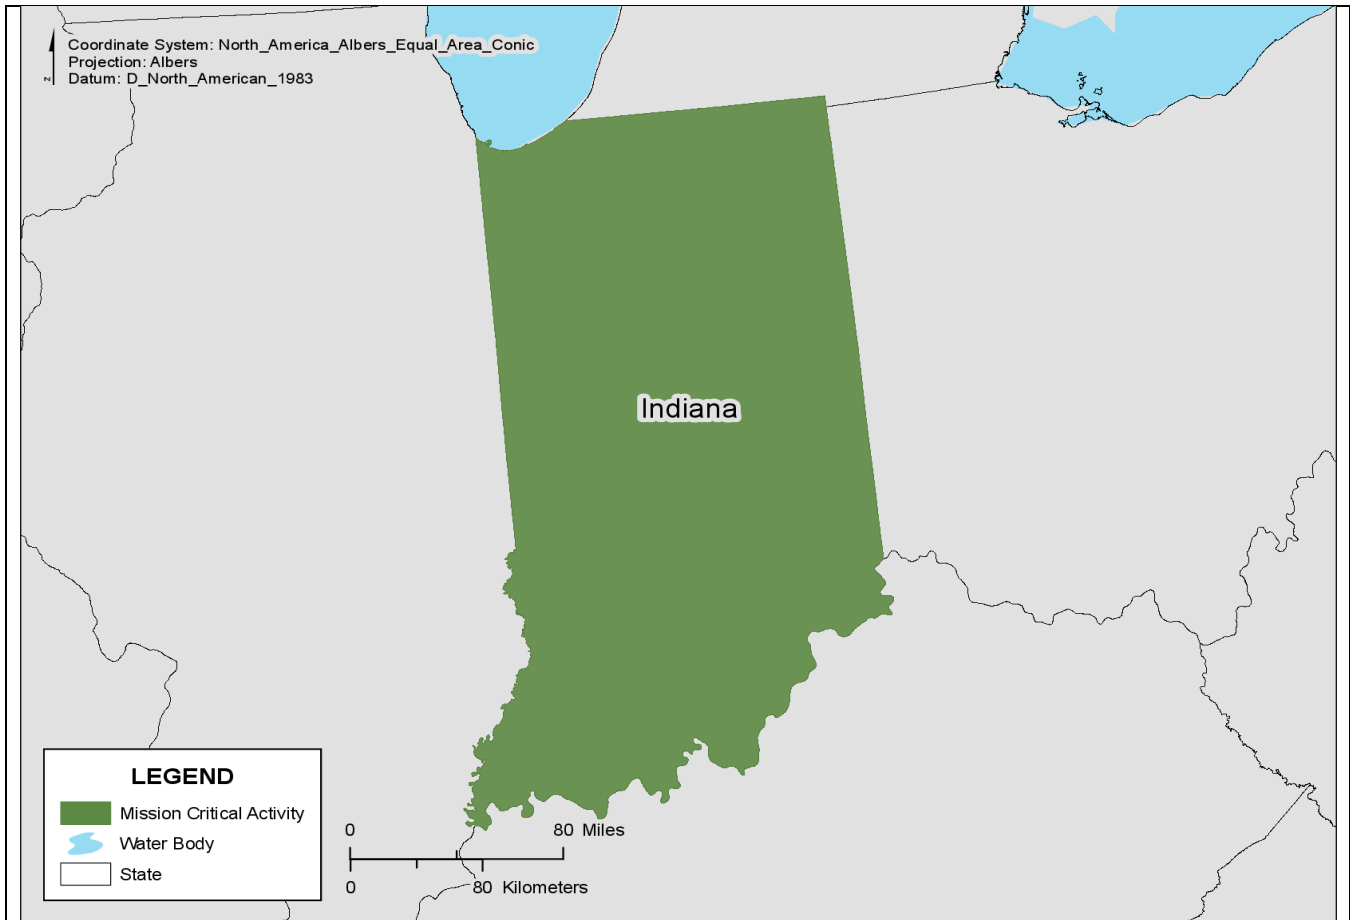 Coordinate System: North_America_Albers_Equal_Area_Conic
Projection: Albers
Datum: D_North_American_1983
N
Indiana
LEGEND
Mission Critical Activity
Water Body
State
0 80 Miles
0 80 Kilometers